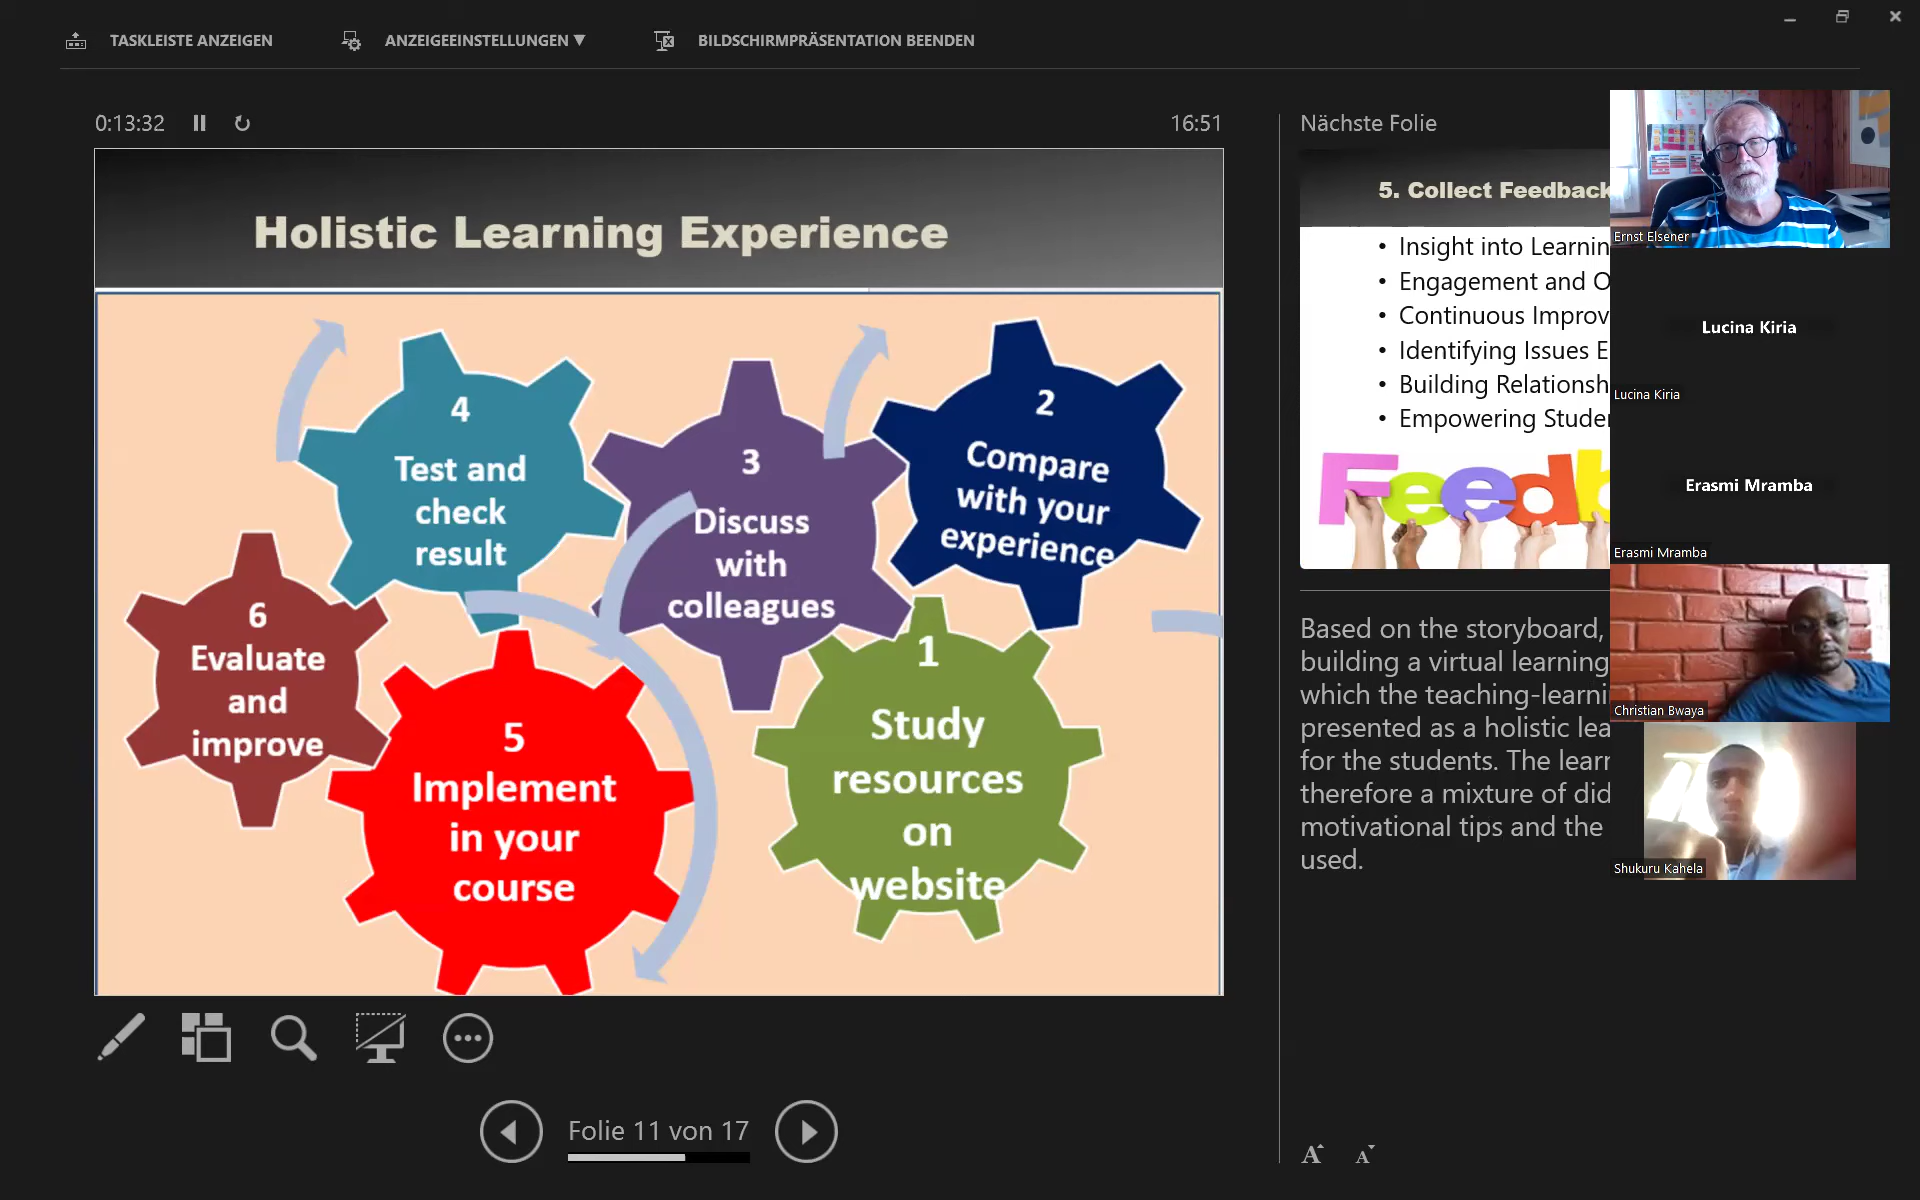 TASKLEISTE ANZEIGEN
ANZEIGEEINSTELLUNGEN ▼
BILDSCHIRMPRÄSENTATION BEENDEN
0:13:32
16:51
Holistic Learning Experience
4
Test and
check
result
3
Discuss
with
colleagues
2
Compare
with your
experience
6
Evaluate
and
improve
5
Implement
in your
course
1
Study
resources
on
website
Folie 11 von 17
Nächste Folie
5. Collect Feedback
• Insight into Learnin
• Engagement and O
• Continuous Improv
• Identifying Issues E
• Building Relationsh
• Empowering Studen
Feedb
Based on the storyboard,
building a virtual learning
which the teaching-learni
presented as a holistic lea
for the students. The learn
therefore a mixture of did
motivational tips and the
used.
A A
Ernst Elsener
Lucina Kiria
Lucina Kiria
Erasmi Mramba
Erasmi Mramba
Christian Bwaya
Shukuru Kahela